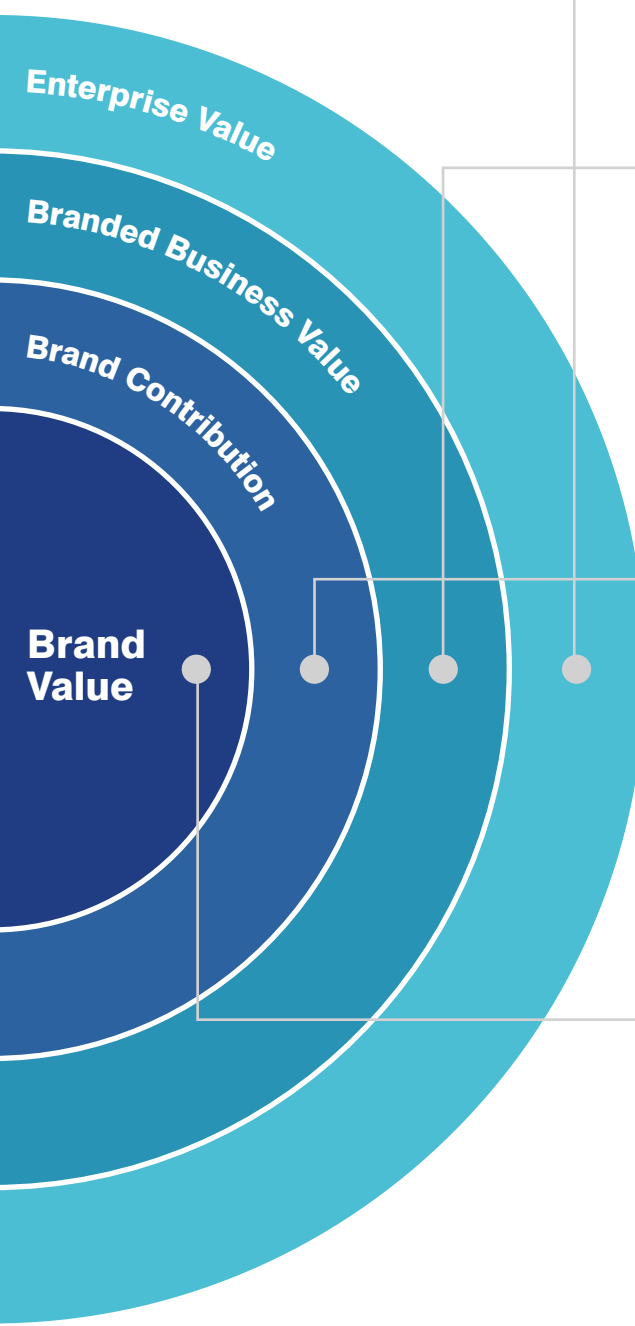 Enterprise Value
Branded Business Value
Brand Contribution
Brand
Value